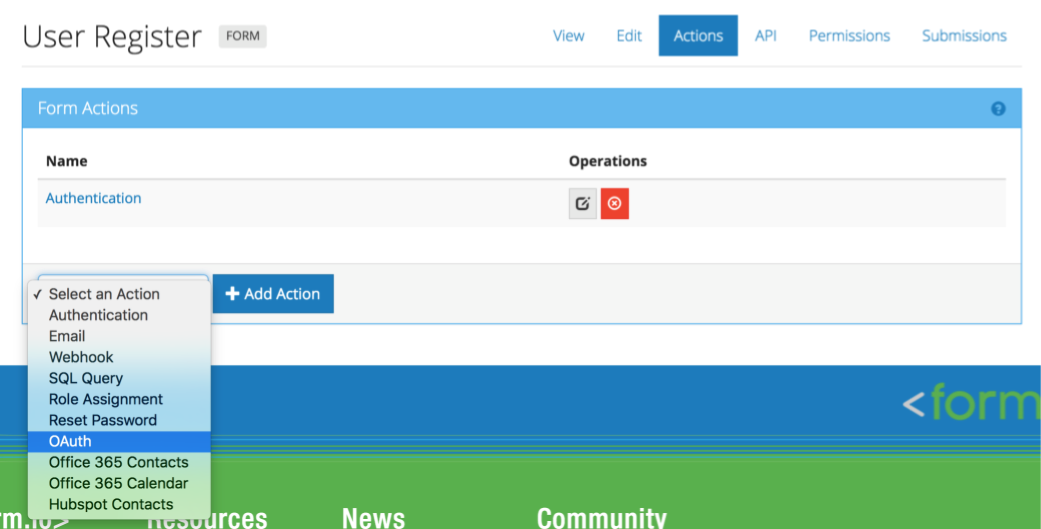 User Register FORM View Edit Actions API Permissions Submissions
Form Actions
Name Operations
Authentication
✓ Select an Action
+ Add Action
Authentication
Email
Webhook
SQL Query
Role Assignment
Reset Password
<form
OAuth
Office 365 Contacts
Office 365 Calendar
Hubspot Contacts
rm.io> Resources News Community